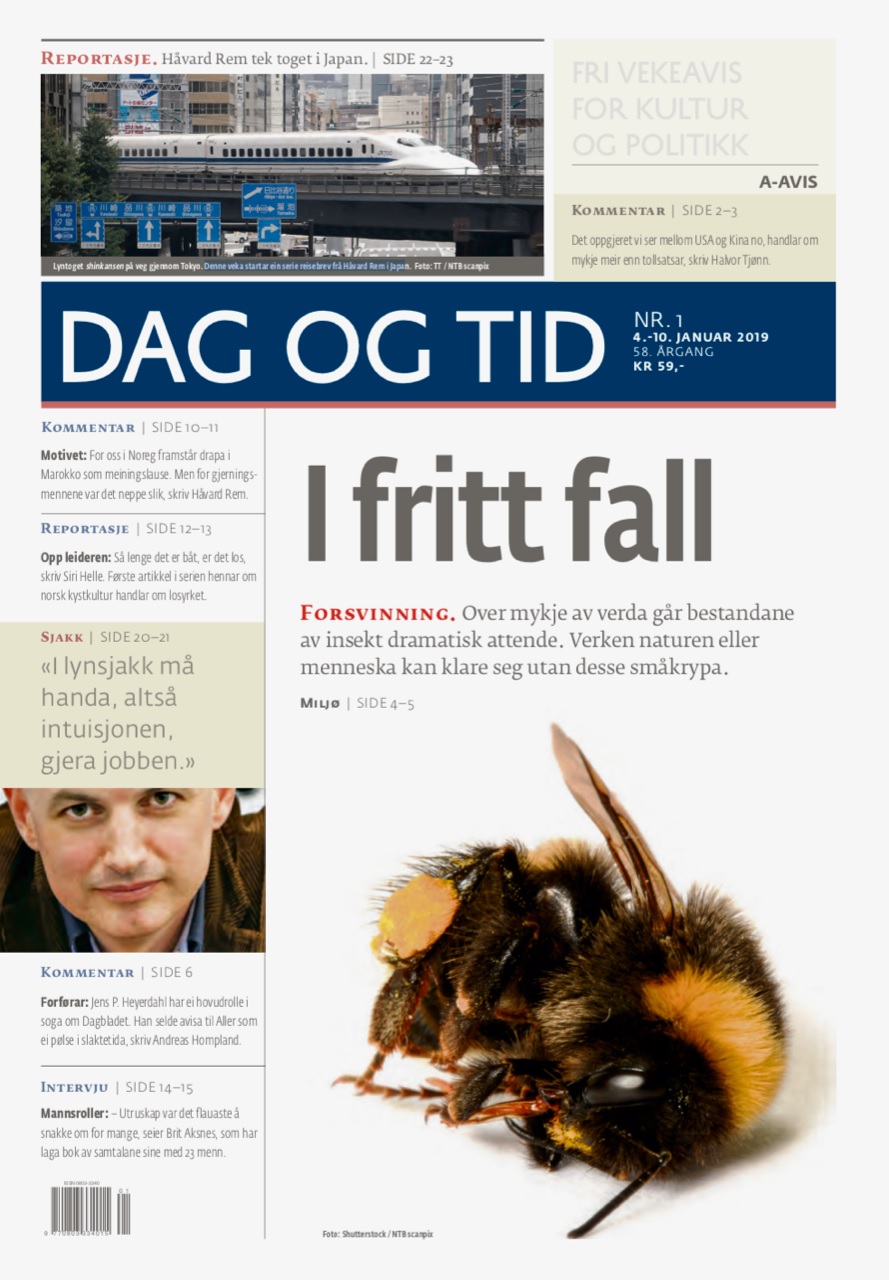 REPORTASJE. Håvard Rem tek toget i Japan. | SIDE 22–23
Lyntoget shinkansen på veg gjennom Tokyo. Denne veka startar ein serie reisebrev frå Håvard Rem i Japan. Foto: TT / NTB scanpix
FRI VEKEAVIS
FOR KULTUR
OG POLITIKK
A-AVIS
KOMMENTAR | SIDE 2–3
Det oppgjeret vi ser mellom USA og Kina no, handlar om
mykje meir enn tollsatsar, skriv Halvor Tjønn.
DAG OG TID
NR. 1
4.–10. JANUAR 2019
58. ÅRGANG
KR 59,-
KOMMENTAR | SIDE 10–11
Motivet: For oss i Noreg framstår drapa i
Marokko som meiningslause. Men for gjernings-
mennene var det neppe slik, skriv Håvard Rem.
REPORTASJE | SIDE 12–13
Opp leideren: Så lenge det er båt, er det los,
skriv Siri Helle. Første artikkel i serien hennar om
norsk kystkultur handlar om losyrket.
SJAKK | SIDE 20–21
«I lynsjakk må
handa, altså
intuisjonen,
gjera jobben.»
KOMMENTAR | SIDE 6
Forførar: Jens P. Heyerdahl har ei hovudrolle i
soga om Dagbladet. Han selde avisa til Aller som
ei pølse i slaktetida, skriv Andreas Hompland.
INTERVJU | SIDE 14–15
Mannsroller: – Utruskap var det flauaste å
snakke om for mange, seier Brit Aksnes, som har
laga bok av samtalane sine med 23 menn.
I fritt fall
FORSVINNING. Over mykje av verda går bestandane
av insekt dramatisk attende. Verken naturen eller
menneska kan klare seg utan desse småkrypa.
MILJØ | SIDE 4–5
Foto: Shutterstock / NTB scanpix